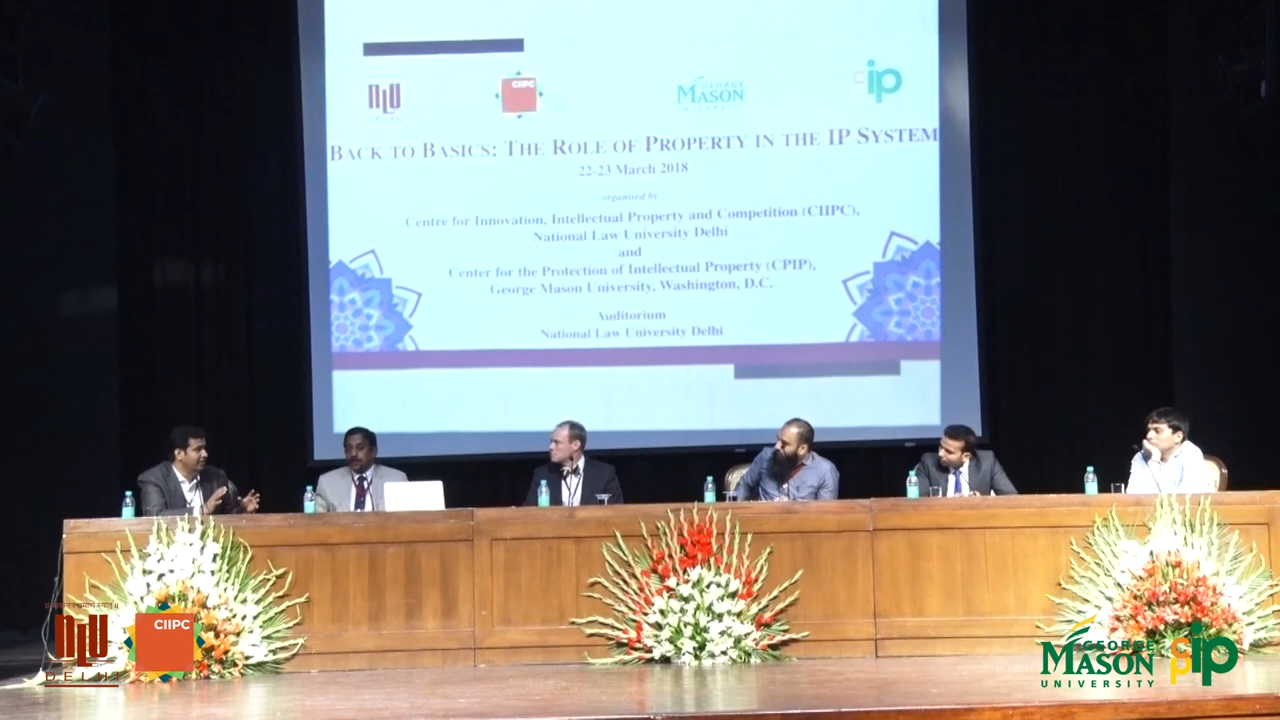 NLU
CIIPC
GEORGE
MASON
UNIVERSITY
cip
BACK TO BASICS: THE ROLE OF PROPERTY IN THE IP SYSTEM
22-23 March 2018
organised by
Centre for Innovation, Intellectual Property and Competition (CIIPC),
National Law University Delhi
and
Center for the Protection of Intellectual Property (CPIP),
George Mason University, Washington, D.C.
Auditorium
National Law University Delhi
NLU
DELHI
CIIPC
GEORGE
MASON
UNIVERSITY
cpip